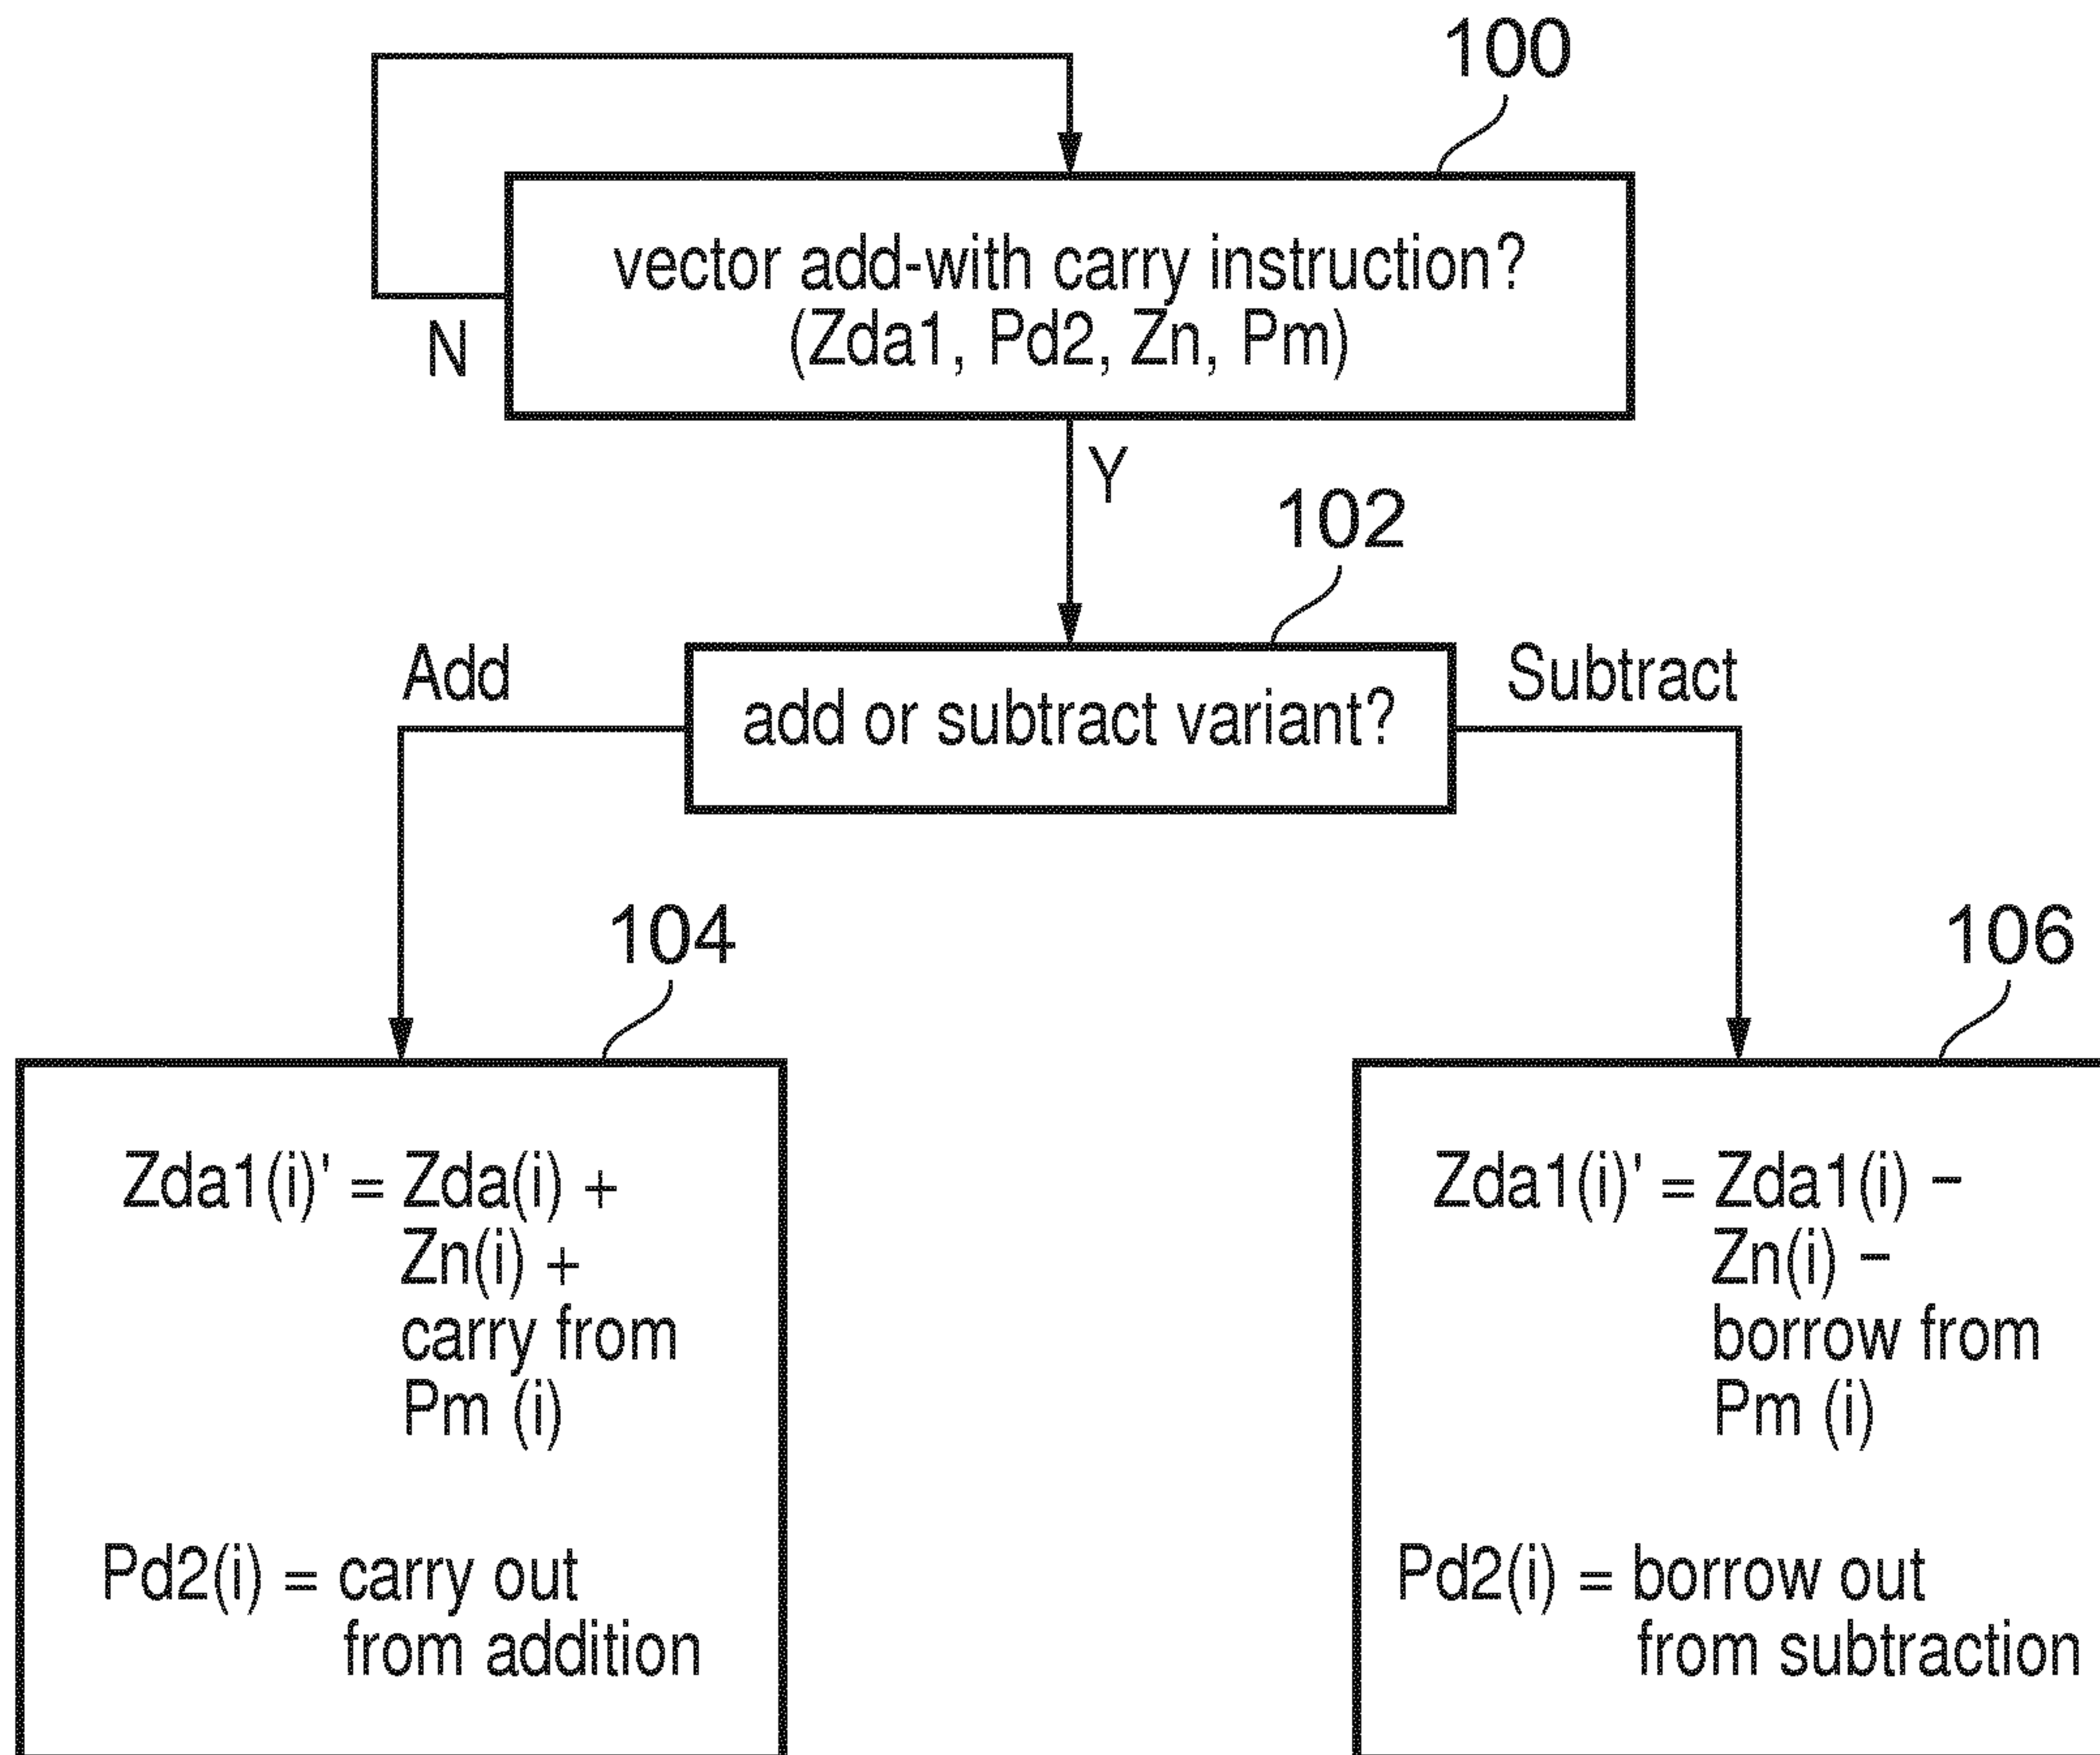 100
vector add-with carry instruction?
(Zda1, Pd2, Zn, Pm)
N
Y
102
Add
add or subtract variant?
Subtract
104
Zda1(i)' = Zda(i) +
Zn(i) +
carry from
Pm (i)
Pd2(i) = carry out
from addition
106
Zda1(i)' = Zda1(i) −
Zn(i) −
borrow from
Pm (i)
Pd2(i) = borrow out
from subtraction